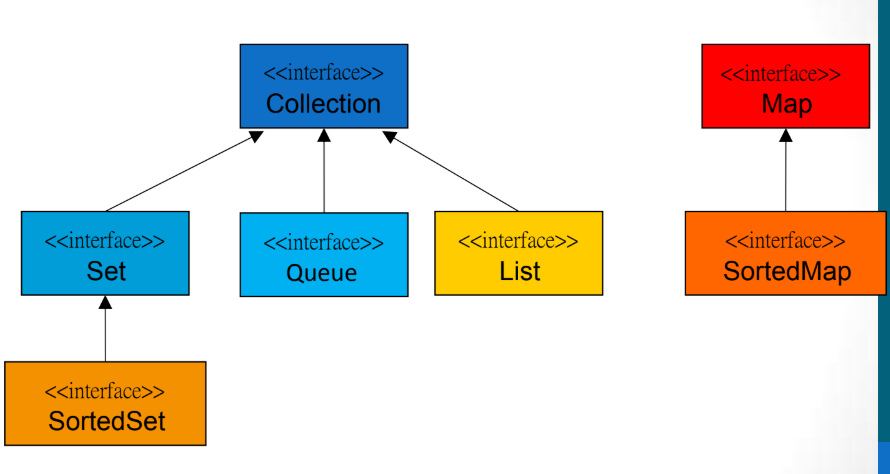 <<interface>>
Collection
<<interface>>
Map
<<interface>>
Set
<<interface>>
Queue
<<interface>>
List
<<interface>>
SortedMap
<<interface>>
SortedSet